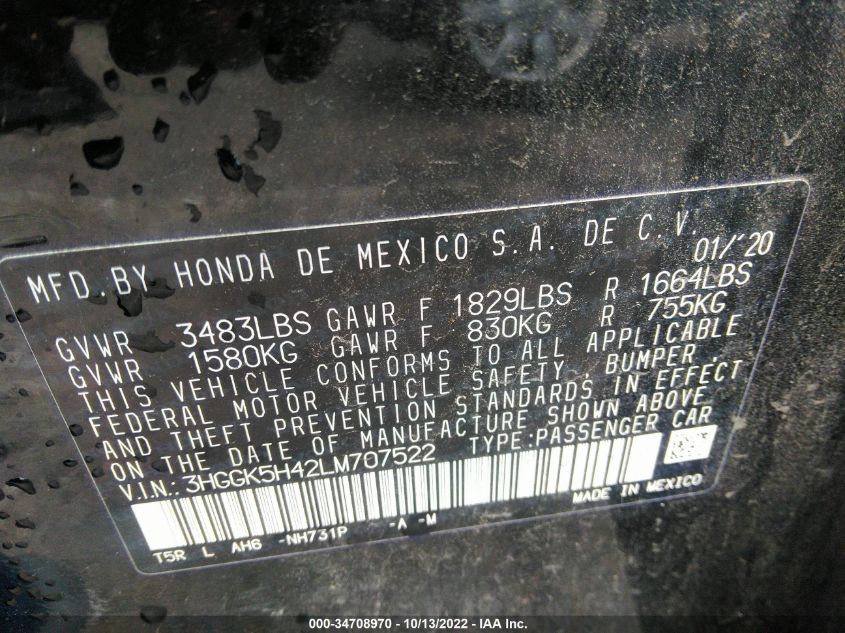 MFD.BY HONDA DE MEXICO S.A. DE C.V. 01/'20
GVWR 3483LBS GAWR F 1829LBS R 1664LBS
GVWR 1580KG GAWR F 830KG R 755KG
THIS VEHICLE CONFORMS TO ALL APPLICABLE
FEDERAL MOTOR VEHICLE SAFETY, BUMPER,
AND THEFT PREVENTION STANDARDS IN EFFECT
ON THE DATE OF MANUFACTURE SHOWN ABOVE
V.I.N.: 3HGGK5H42LM707522 TYPE:PASSENGER CAR
MADE IN MEXICO
T5R L AH6 -NH731P -A -M
000-34708970 - 10/13/2022 - IAA Inc.